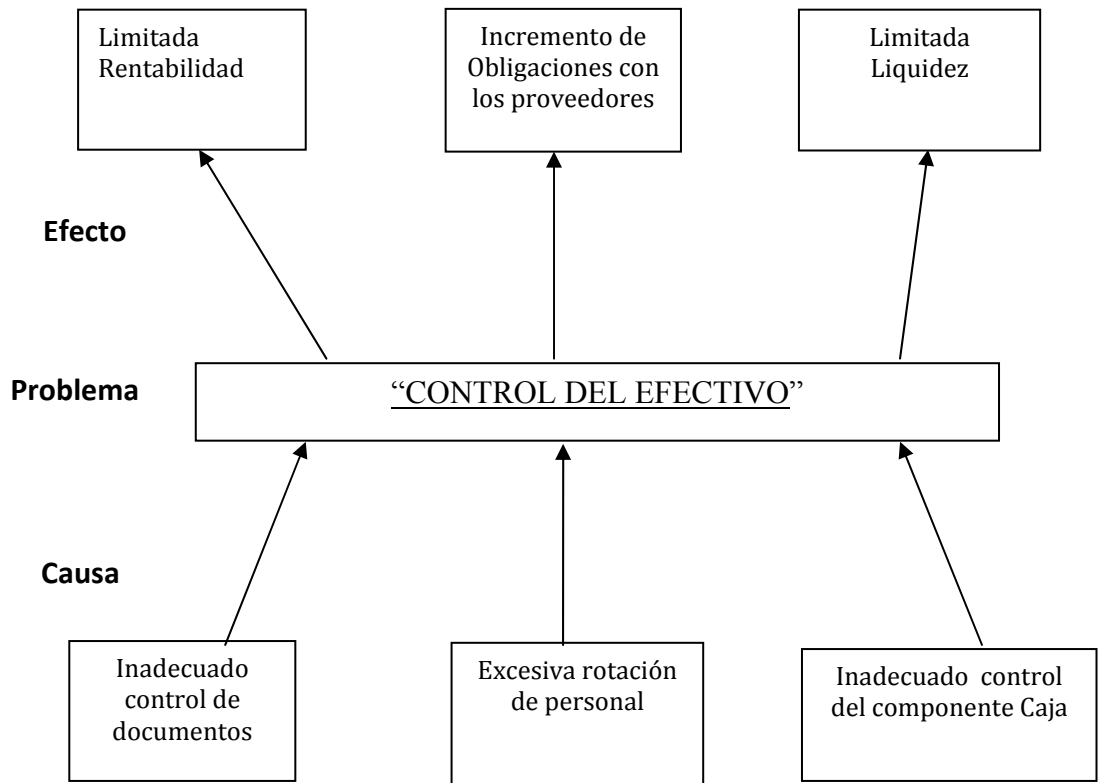 Limitada
Rentabilidad
Incremento de
Obligaciones con
los proveedores
Limitada
Liquidez
Efecto
Problema
“CONTROL DEL EFECTIVO”
Causa
Inadecuado
control de
documentos
Excesiva rotación
de personal
Inadecuado control
del componente Caja